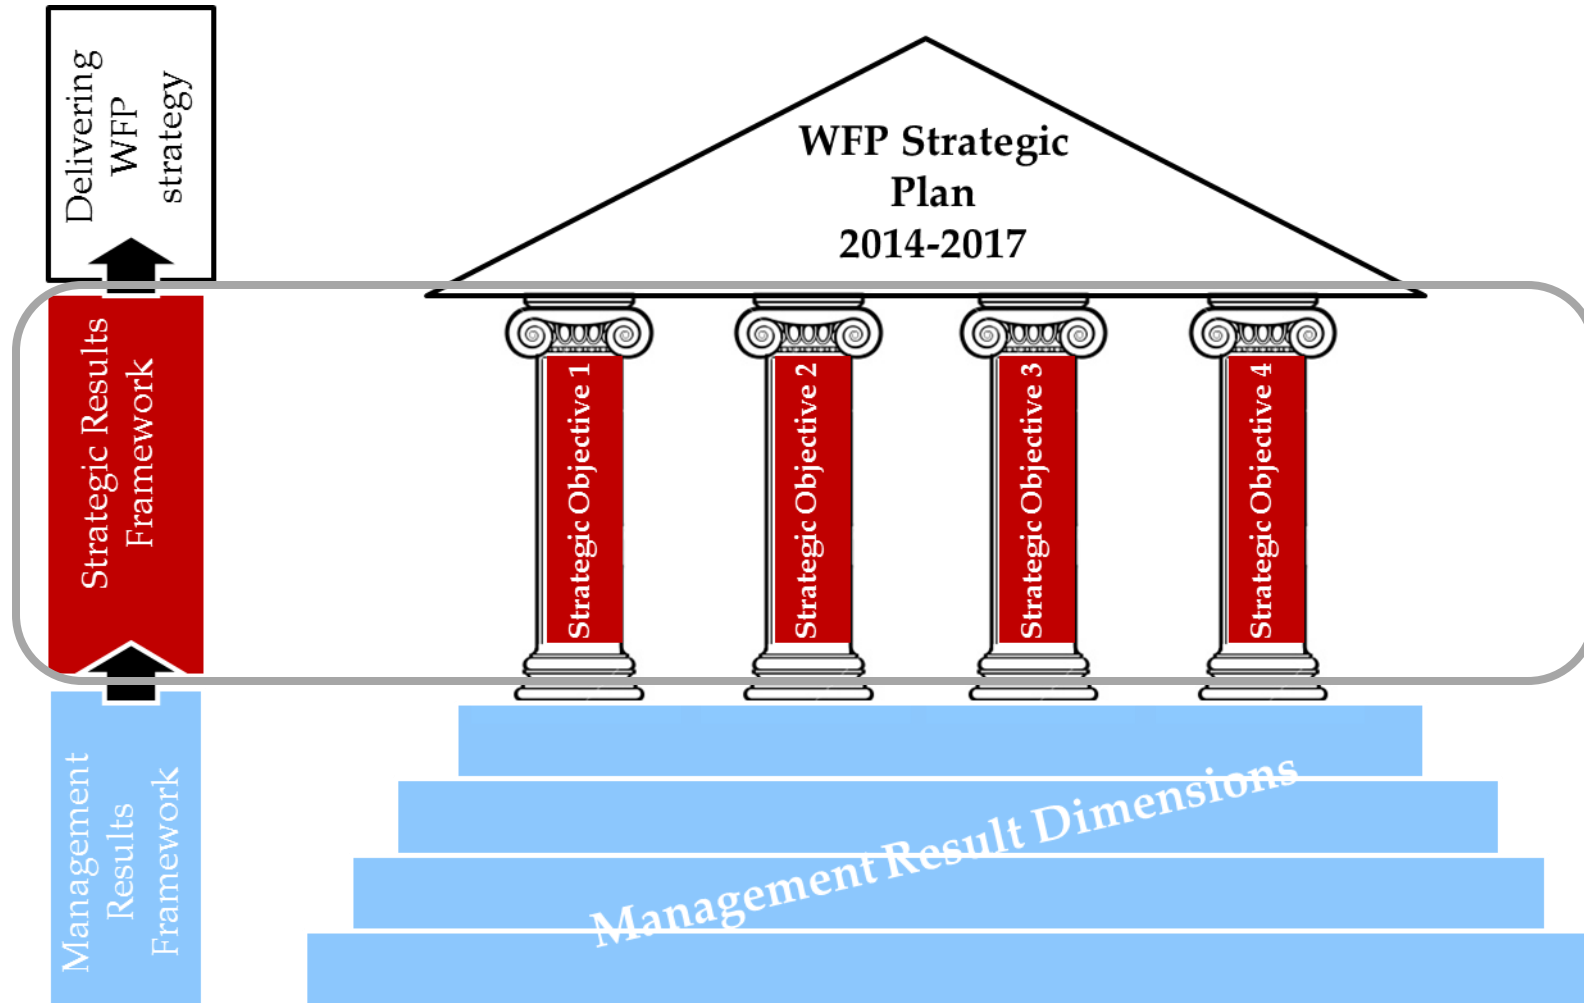 Delivering
WFP
strategy
WFP Strategic
Plan
2014-2017
Strategic Results
Framework
Strategic Objective 1
Strategic Objective 2
Strategic Objective 3
Strategic Objective 4
Management
Results
Framework
Management Result Dimensions